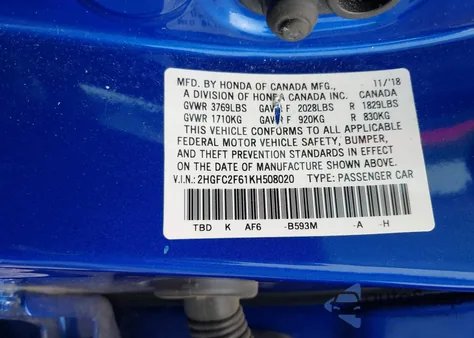 MFD. BY HONDA OF CANADA MFG., 11/'18
A DIVISION OF HONDA CANADA INC. CANADA
GVWR 3769LBS GAWR F 2028LBS R 1829LBS
GVWR 1710KG GAWR F 920KG R 830KG
THIS VEHICLE CONFORMS TO ALL APPLICABLE
FEDERAL MOTOR VEHICLE SAFETY, BUMPER,
AND THEFT PREVENTION STANDARDS IN EFFECT
ON THE DATE OF MANUFACTURE SHOWN ABOVE.
V.I.N.:2HGFC2F61KH508020 TYPE: PASSENGER CAR
TBD K AF6 -B593M -A -H